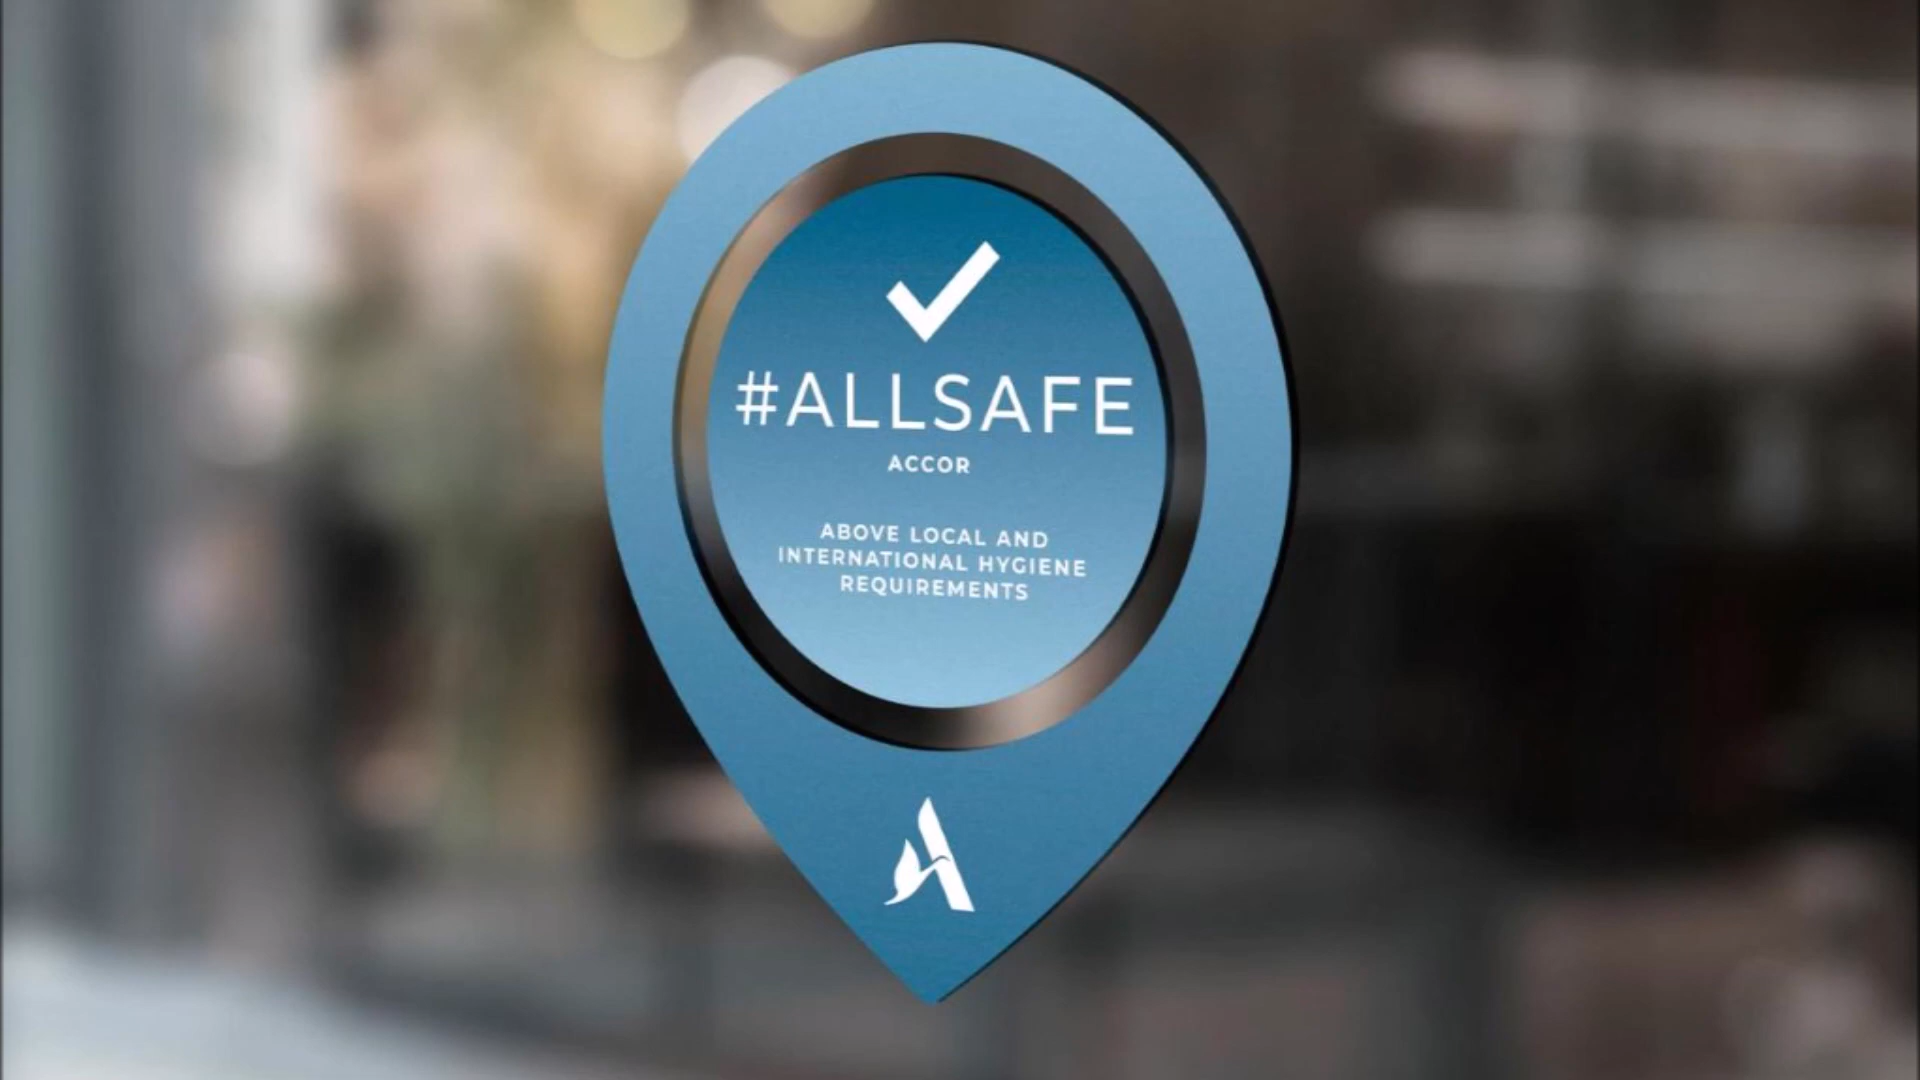 #ALLSAFE
ACCOR
ABOVE LOCAL AND
INTERNATIONAL HYGIENE
REQUIREMENTS